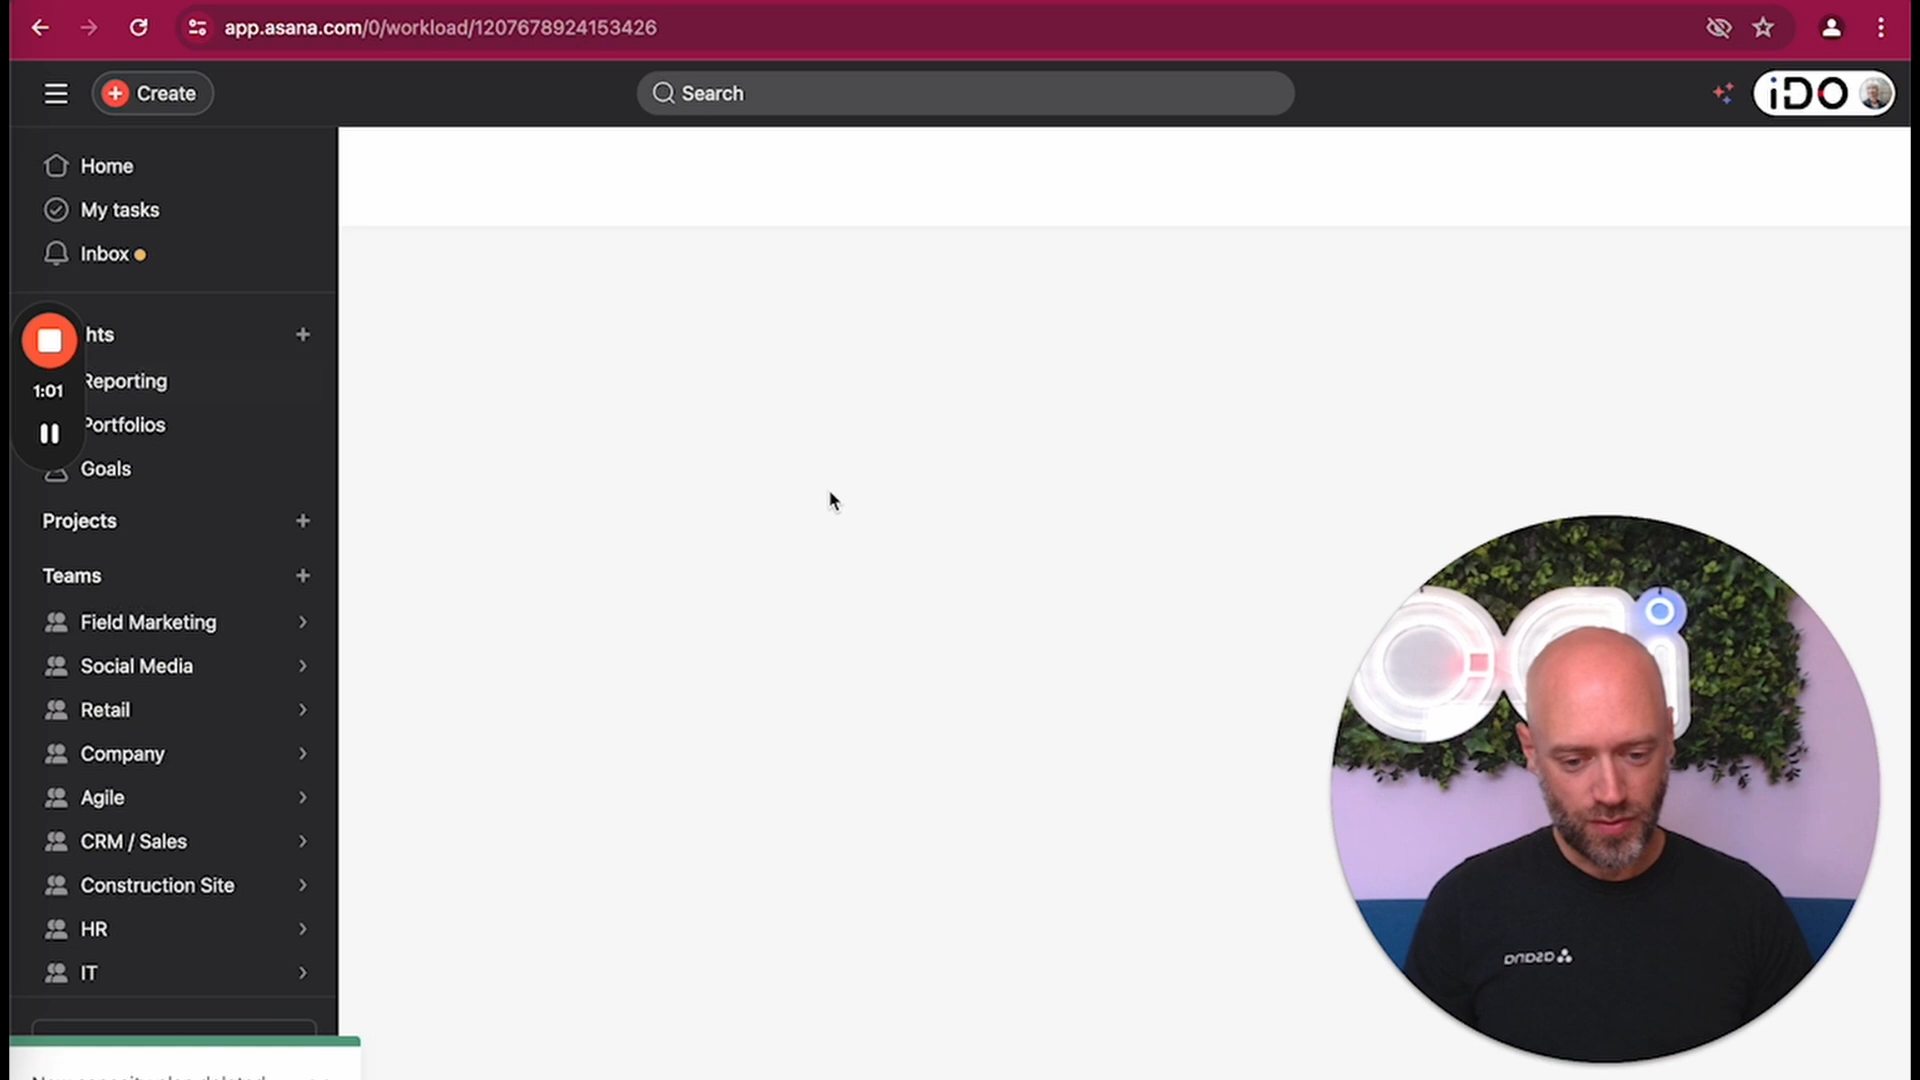 app.asana.com/0/workload/1207678924153426
Create
Search
iDO
Home
My tasks
Inbox
hts
Reporting
1:01
Portfolios
Goals
Projects
Teams
Field Marketing
Social Media
Retail
Company
Agile
CRM / Sales
Construction Site
HR
IT
asana